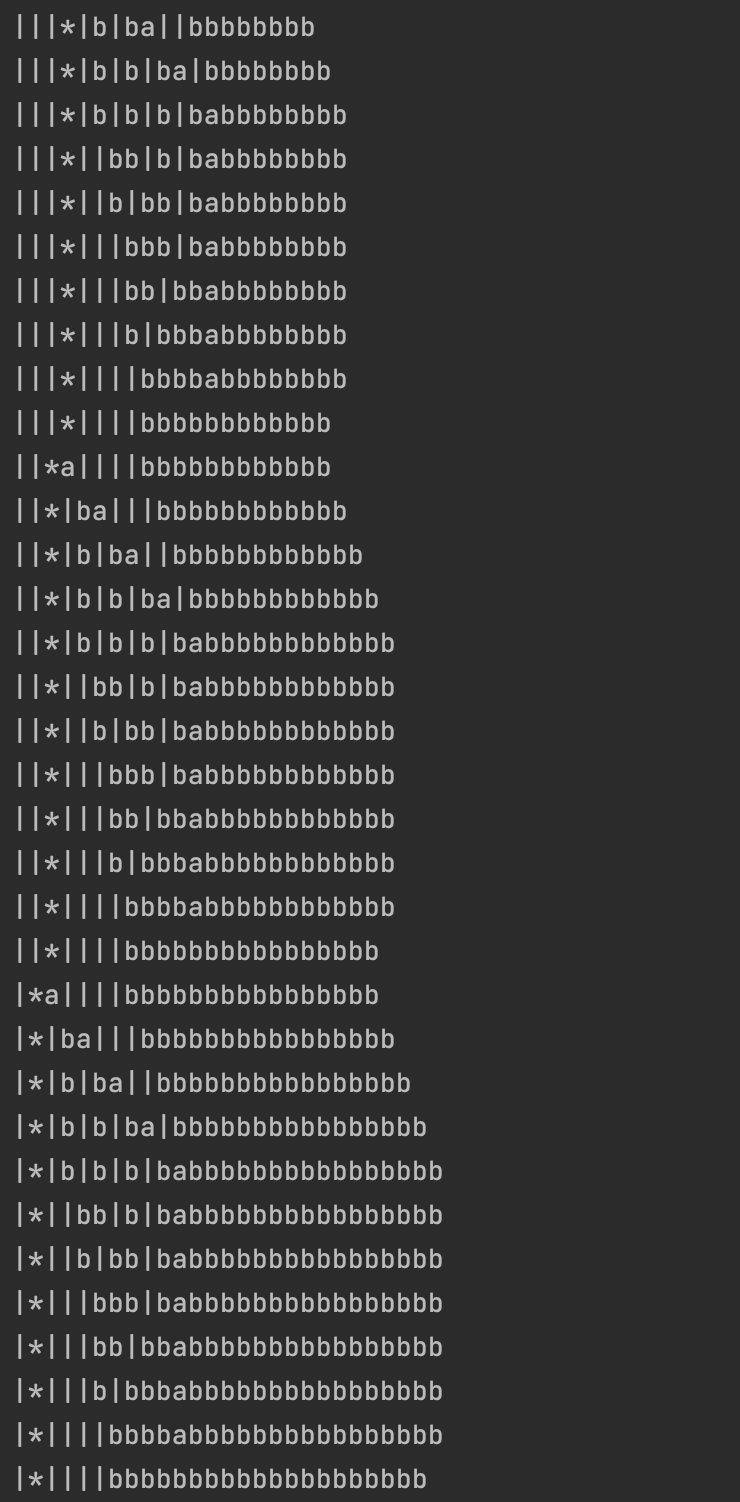 |||*|b|ba||bbbbbbbb
|||*|b|b|ba|bbbbbbbb
|||*|b|b|b|babbbbbbbb
|||*||bb|b|babbbbbbbb
|||*||b|bb|babbbbbbbb
|||*|||bbb|babbbbbbbb
|||*|||bb|bbabbbbbbbb
|||*|||b|bbbabbbbbbbb
|||*||||bbbbabbbbbbbb
|||*||||bbbbbbbbbbbb
||*a||||bbbbbbbbbbbb
||*|ba|||bbbbbbbbbbbb
||*|b|ba||bbbbbbbbbbbb
||*|b|b|ba|bbbbbbbbbbbb
||*|b|b|b|babbbbbbbbbbbb
||*||bb|b|babbbbbbbbbbbb
||*||b|bb|babbbbbbbbbbbb
||*|||bbb|babbbbbbbbbbbb
||*|||bb|bbabbbbbbbbbbbb
||*|||b|bbbabbbbbbbbbbbb
||*||||bbbbabbbbbbbbbbbb
||*||||bbbbbbbbbbbbbbbb
|*a||||bbbbbbbbbbbbbbbb
|*|ba|||bbbbbbbbbbbbbbbb
|*|b|ba||bbbbbbbbbbbbbbbb
|*|b|b|ba|bbbbbbbbbbbbbbbb
|*|b|b|b|babbbbbbbbbbbbbbbb
|*||bb|b|babbbbbbbbbbbbbbbb
|*||b|bb|babbbbbbbbbbbbbbbb
|*|||bbb|babbbbbbbbbbbbbbbb
|*|||bb|bbabbbbbbbbbbbbbbbb
|*|||b|bbbabbbbbbbbbbbbbbbb
|*||||bbbbabbbbbbbbbbbbbbbb
|*||||bbbbbbbbbbbbbbbbbbbb